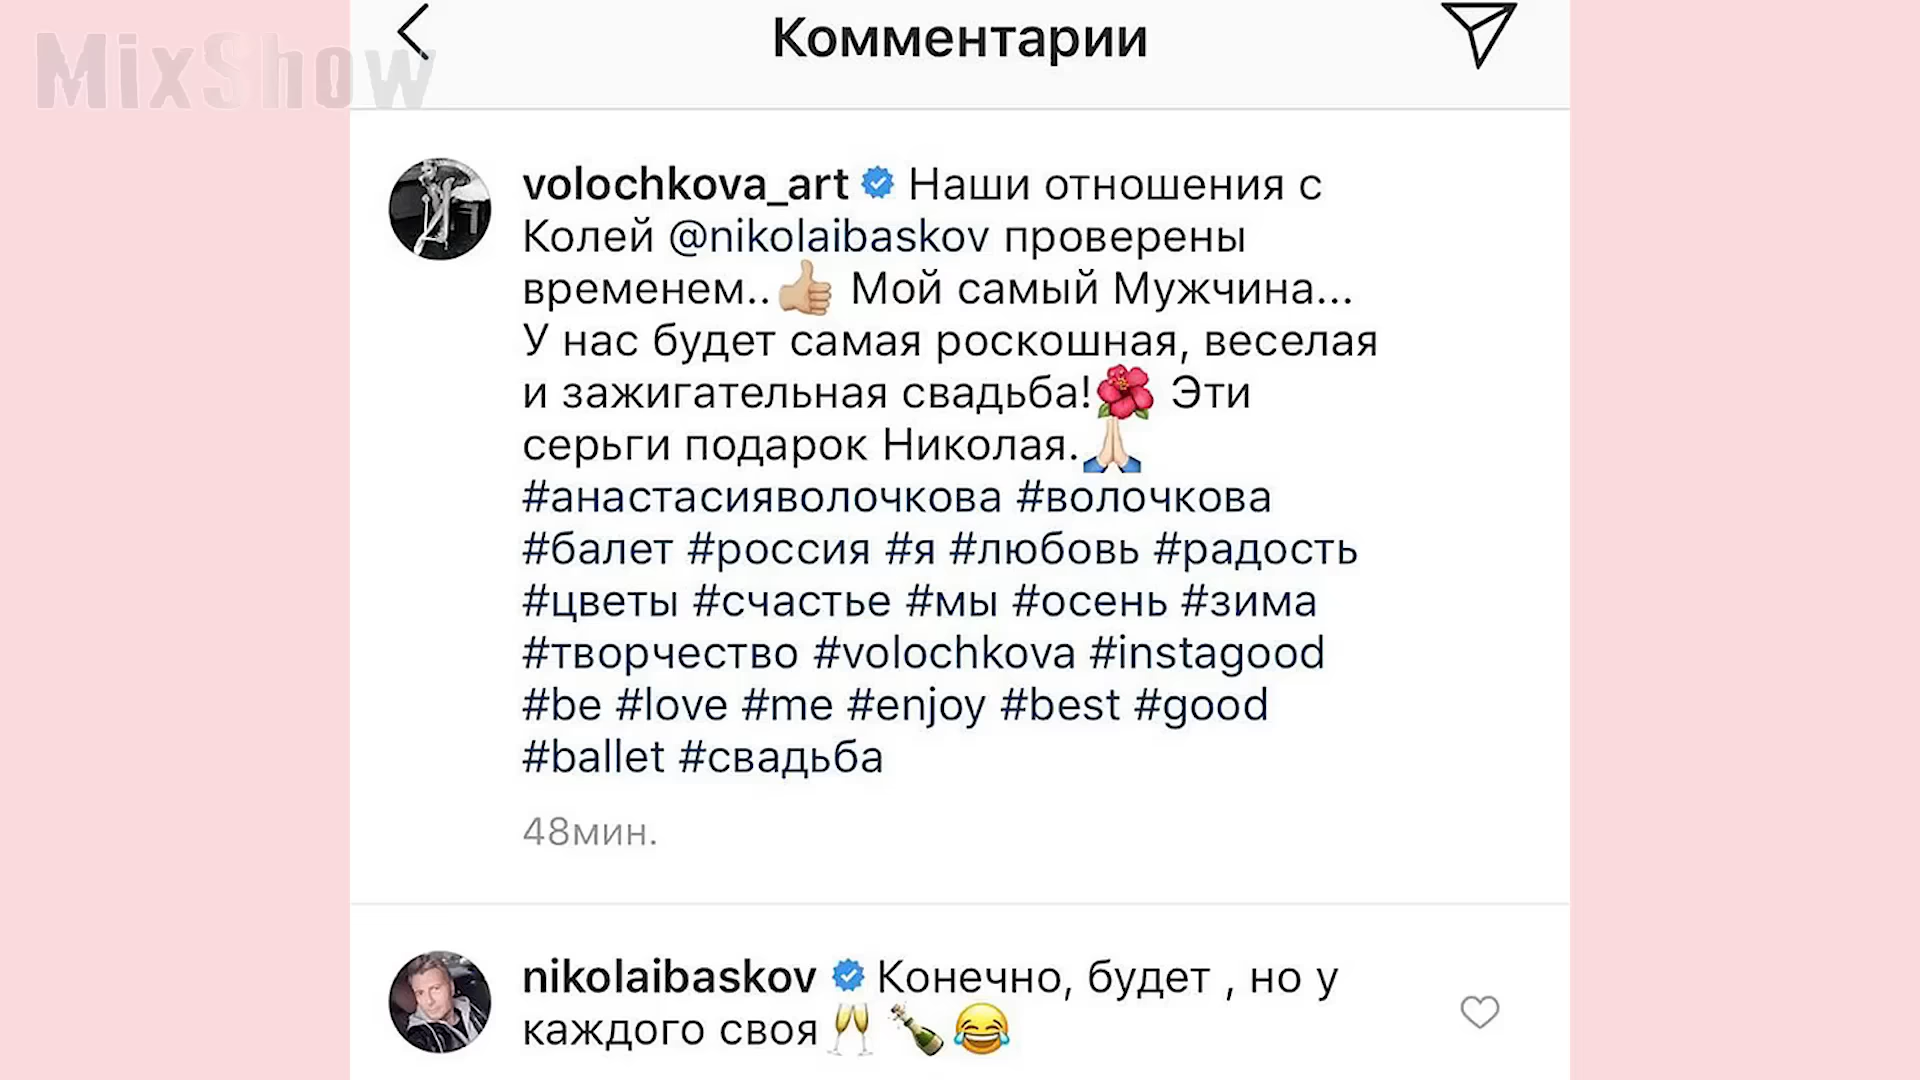 MixShow
Комментарии
volochkova_art Наши отношения с
Колей @nikolaibaskov проверены
временем..👍🏼 Мой самый Мужчина...
У нас будет самая роскошная, веселая
и зажигательная свадьба!🌺 Эти
серьги подарок Николая.🙏🏻
#анастасияволочкова #волочкова
#балет #россия #я #любовь #радость
#цветы #счастье #мы #осень #зима
#творчество #volochkova #instagood
#be #love #me #enjoy #best #good
#ballet #свадьба
48мин.
nikolaibaskov Конечно, будет , но у
каждого своя🥂🍾😂